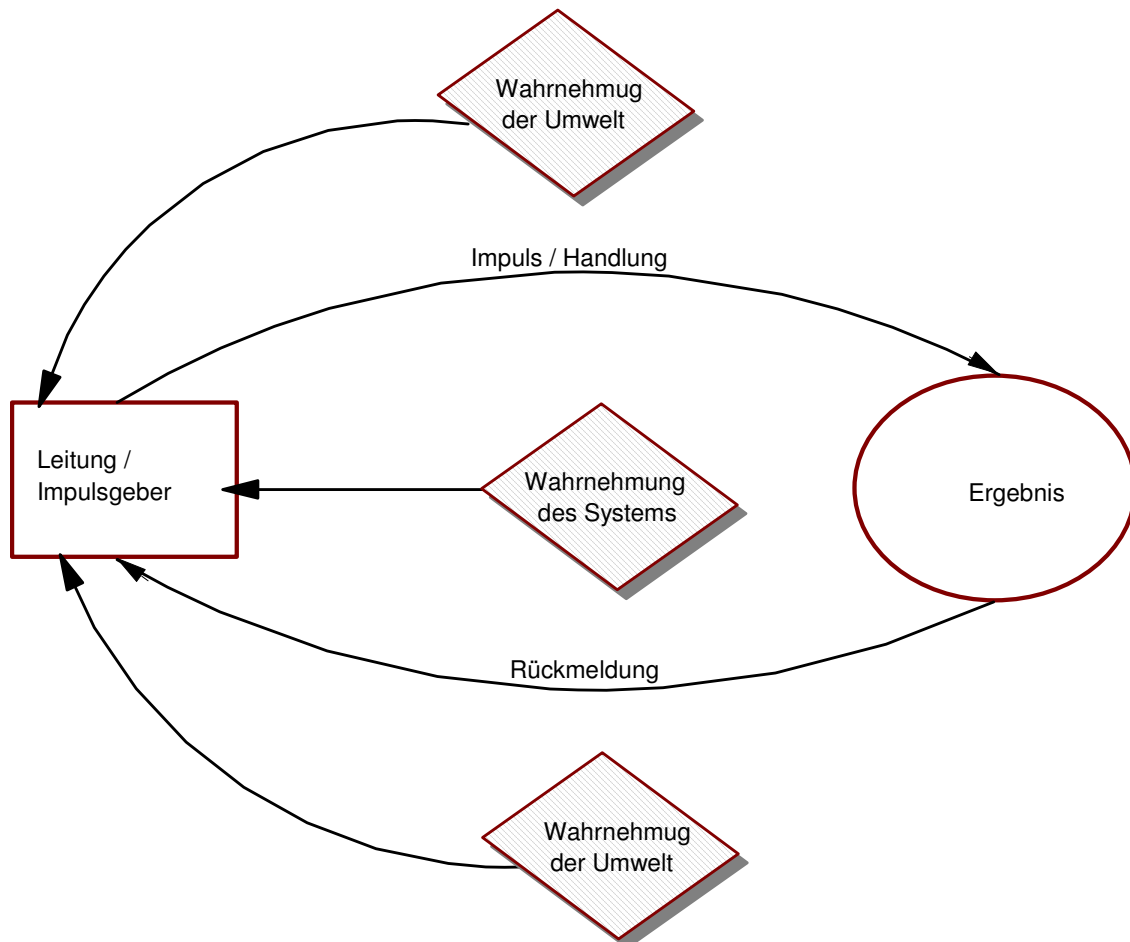 Wahrnehmug
der Umwelt
Impuls / Handlung
Leitung /
Impulsgeber
Wahrnehmung
des Systems
Ergebnis
Rückmeldung
Wahrnehmug
der Umwelt